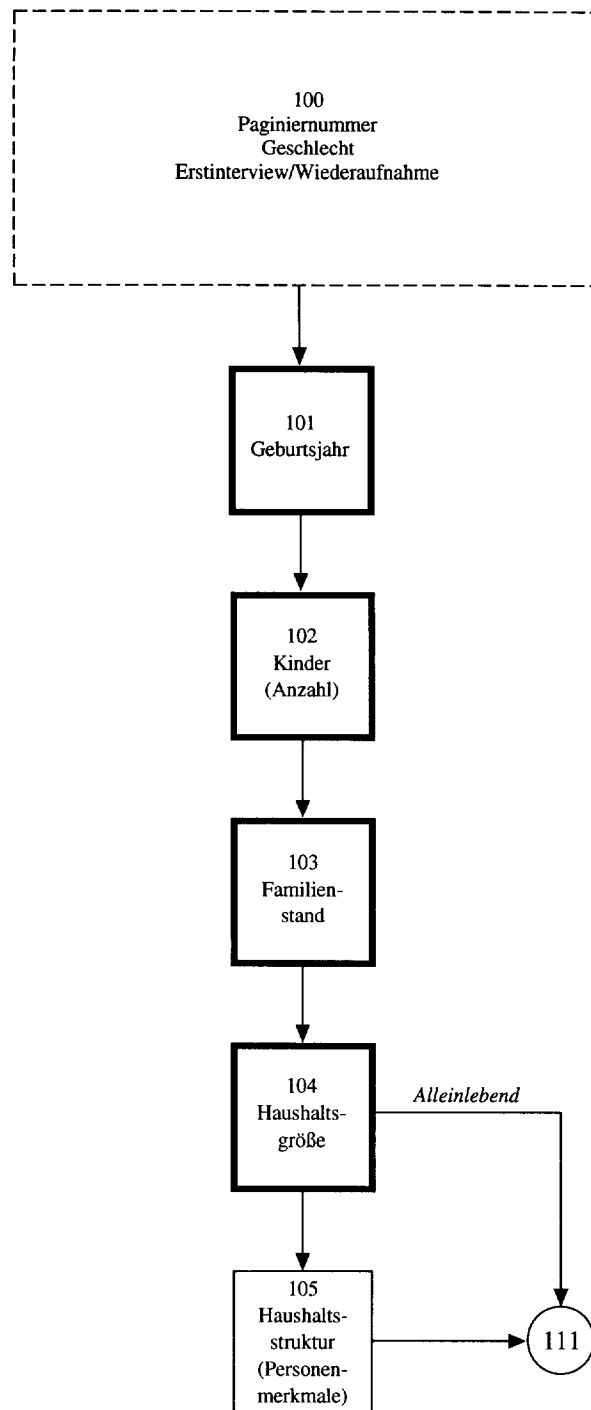 100
Paginiernummer
Geschlecht
Erstinterview/Wiederaufnahme
101
Geburtsjahr
102
Kinder
(Anzahl)
103
Familien-
stand
104
Haushalts-
größe
Alleinlebend
105
Haushalts-
struktur
(Personen-
merkmale)
111